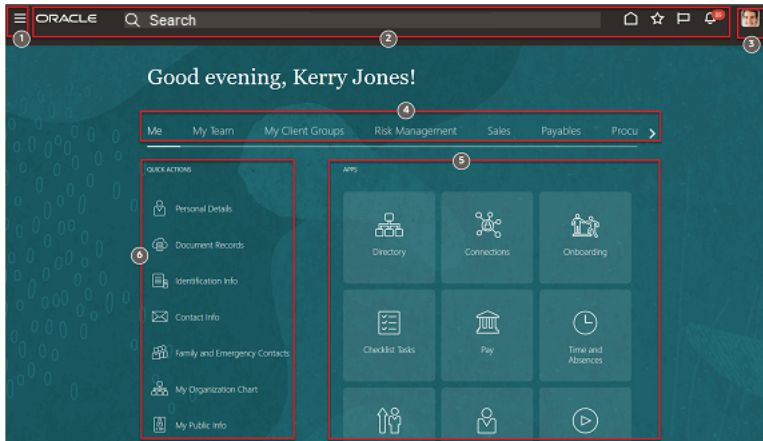 ORACLE Search
1
2
3
Good evening, Kerry Jones!
4
Me My Team My Client Groups Risk Management Sales Payables Procu
5
QUICK ACTIONS
APPS
Personal Details
Document Records
6
Identification Info
Contact Info
Family and Emergency Contacts
My Organization Chart
My Public Info
Directory Connections Onboarding
Checklist Tasks Pay Time and
Absences